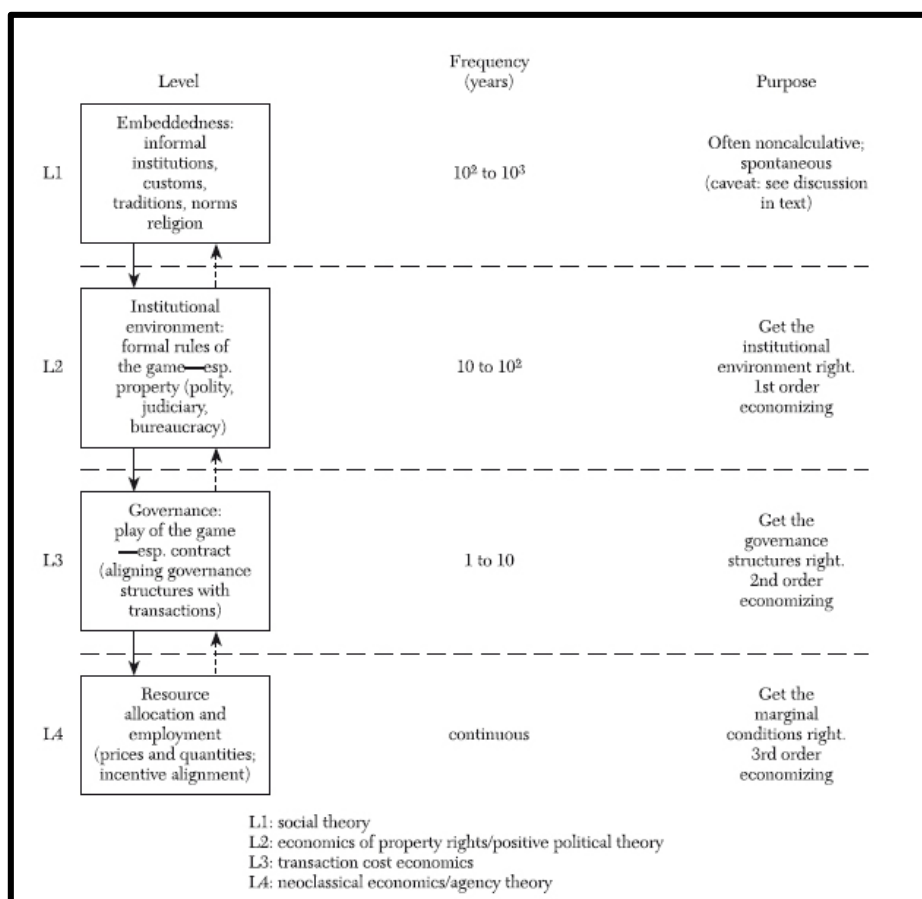 Level
Frequency
(years)
Purpose
L1
Embeddedness:
informal
institutions,
customs,
traditions, norms
religion
10² to 10³
Often noncalculative;
spontaneous
(caveat: see discussion
in text)
L2
Institutional
environment:
formal rules of
the game—esp.
property (polity,
judiciary,
bureaucracy)
10 to 10²
Get the
institutional
environment right.
1st order
economizing
L3
Governance:
play of the game
—esp. contract
(aligning governance
structures with
transactions)
1 to 10
Get the
governance
structures right.
2nd order
economizing
L4
Resource
allocation and
employment
(prices and quantities;
incentive alignment)
continuous
Get the
marginal
conditions right.
3rd order
economizing
L1: social theory
L2: economics of property rights/positive political theory
L3: transaction cost economics
L4: neoclassical economics/agency theory